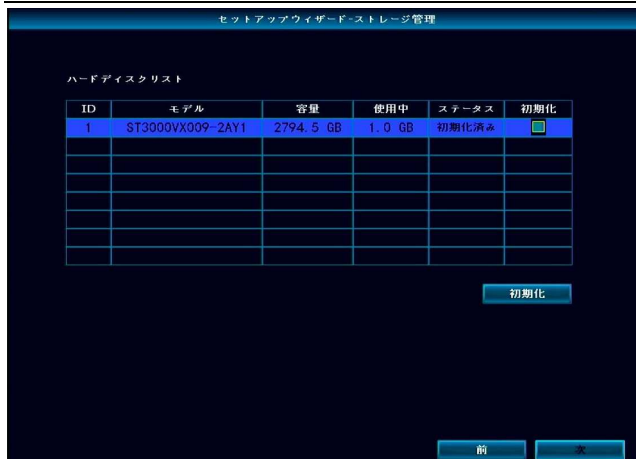 セットアップウィザード-ストレージ管理
ハードディスクリスト
ID モデル 容量 使用中 ステータス 初期化
1 ST3000VX009-2AY1 2794.5 GB 1.0 GB 初期化済み
初期化
前 次